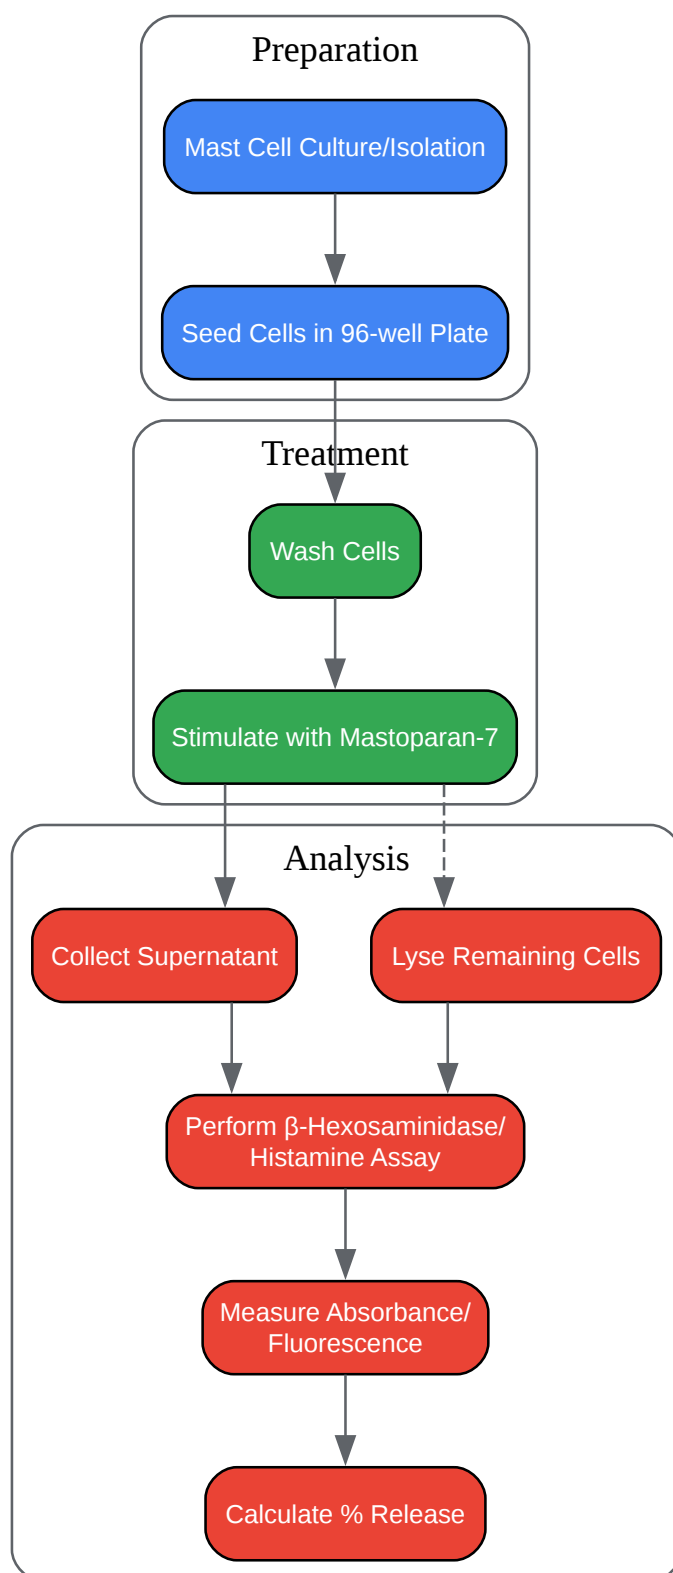 Preparation
Mast Cell Culture/Isolation
Seed Cells in 96-well Plate
Treatment
Wash Cells
Stimulate with Mastoparan-7
Analysis
Collect Supernatant
Lyse Remaining Cells
Perform β-Hexosaminidase/
Histamine Assay
Measure Absorbance/
Fluorescence
Calculate % Release